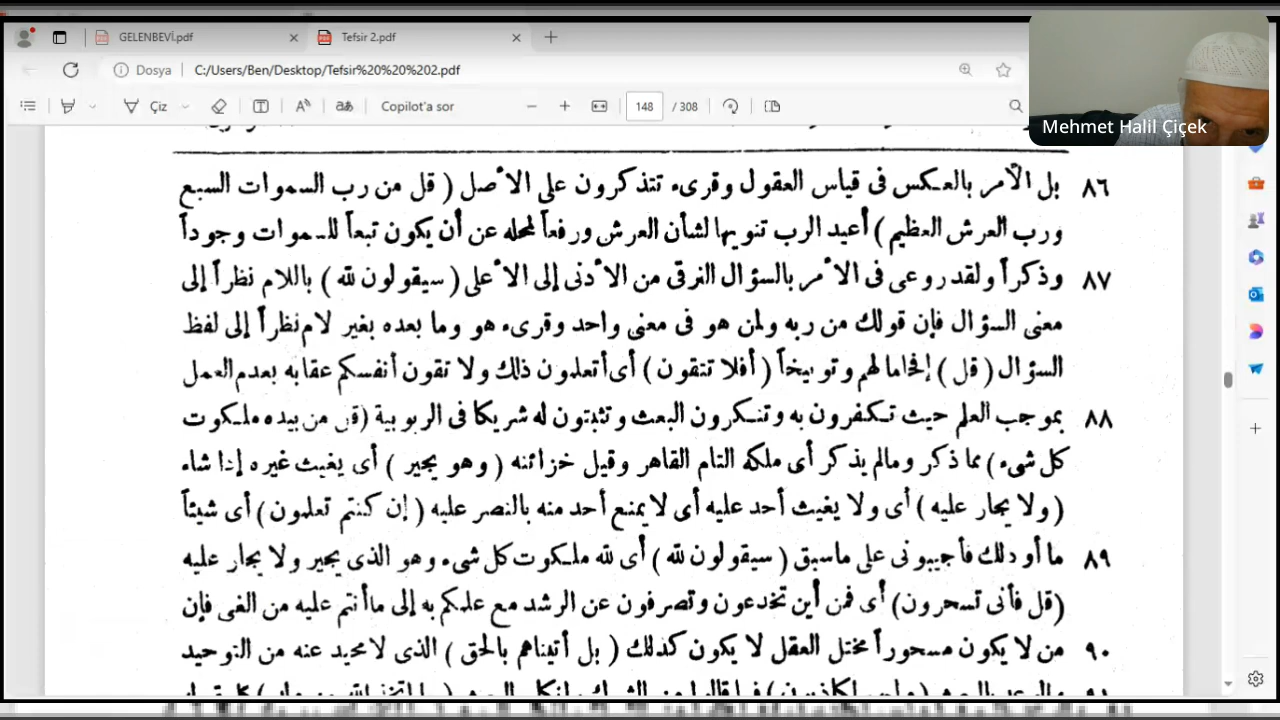 GELENBEVİ.pdf
Tefsir 2.pdf
Dosya
C:/Users/Ben/Desktop/Tefsir%20%20%202.pdf
Çiz
Copilot'a sor
148 / 308
Mehmet Halil Çiçek
٨٦ بل الأمر بالعكس فى قياس العقول وقرىء تتذكرون على الأصل ( قل من رب السموات السبع
ورب العرش العظيم ) أعيد الرب تنويها لشأن العرش ورفعاً لمحله عن أن يكون تبعاً للسموات وجوداً
٨٧ وذكراً ولقد روعى فى الأمر بالسؤال الترقى من الأدنى إلى الأعلى ( سيقولون لله ) باللام نظراً إلى
معنى السؤال فإن قولك من ربه ولمن هو فى معنى واحد وقرىء هو وما بعده بغير لام نظراً إلى لفظ
السؤال ( قل ) إفحاما لهم وتوبيخاً ( أفلا تتقون ) أى أتعلمون ذلك ولا تقون أنفسكم عقابه بعدم العمل
٨٨ بموجب العلم حيث تكفرون به وتنكرون البعث وتثبتون له شريكا فى الربوبية (قل من بيده ملكوت
كل شىء ) مما ذكر ومالم يذكر أى ملكه التام القاهر وقيل خزائنه ( وهو يجير ) أى يغيث غيره إذا شاء
( ولا يجار عليه ) أى ولا يغيث أحد عليه أى لا يمنع أحد منه بالنصر عليه ( إن كنتم تعلمون ) أى شيئاً
٨٩ ما أو ذلك فأجيبونى على ماسبق ( سيقولون لله ) أى لله ملكوت كل شىء وهو الذى يجير ولا يجار عليه
(قل فأنى تسحرون ) أى فمن أين تخدعون وتصرفون عن الرشد مع علمكم به إلى ما أنتم عليه من الغى فإن
٩٠ من لا يكون مسحوراً مختل العقل لا يكون كذلك ( بل أتيناهم بالحق ) الذى لا محيد عنه من التوحيد